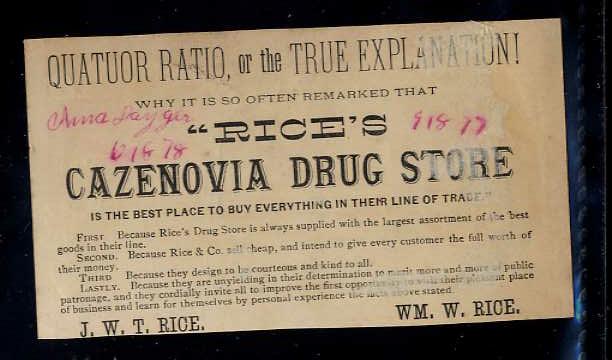 QUATUOR RATIO, or the TRUE EXPLANATION!
WHY IT IS SO OFTEN REMARKED THAT
"RICE'S
CAZENOVIA DRUG STORE
IS THE BEST PLACE TO BUY EVERYTHING IN THEIR LINE OF TRADE."
FIRST Because Rice's Drug Store is always supplied with the largest assortment of the best
goods in their line.
SECOND. Because Rice & Co. sell cheap, and intend to give every customer the full worth of
their money.
THIRD Because they design to be courteous and kind to all.
LASTLY. Because they are unyielding in their determination to merit more and more of public
patronage, and they cordially invite all to improve the first opportunity to visit their pleasant place
of business and learn for themselves by personal experience the facts above stated.
J. W. T. RICE. WM. W. RICE.